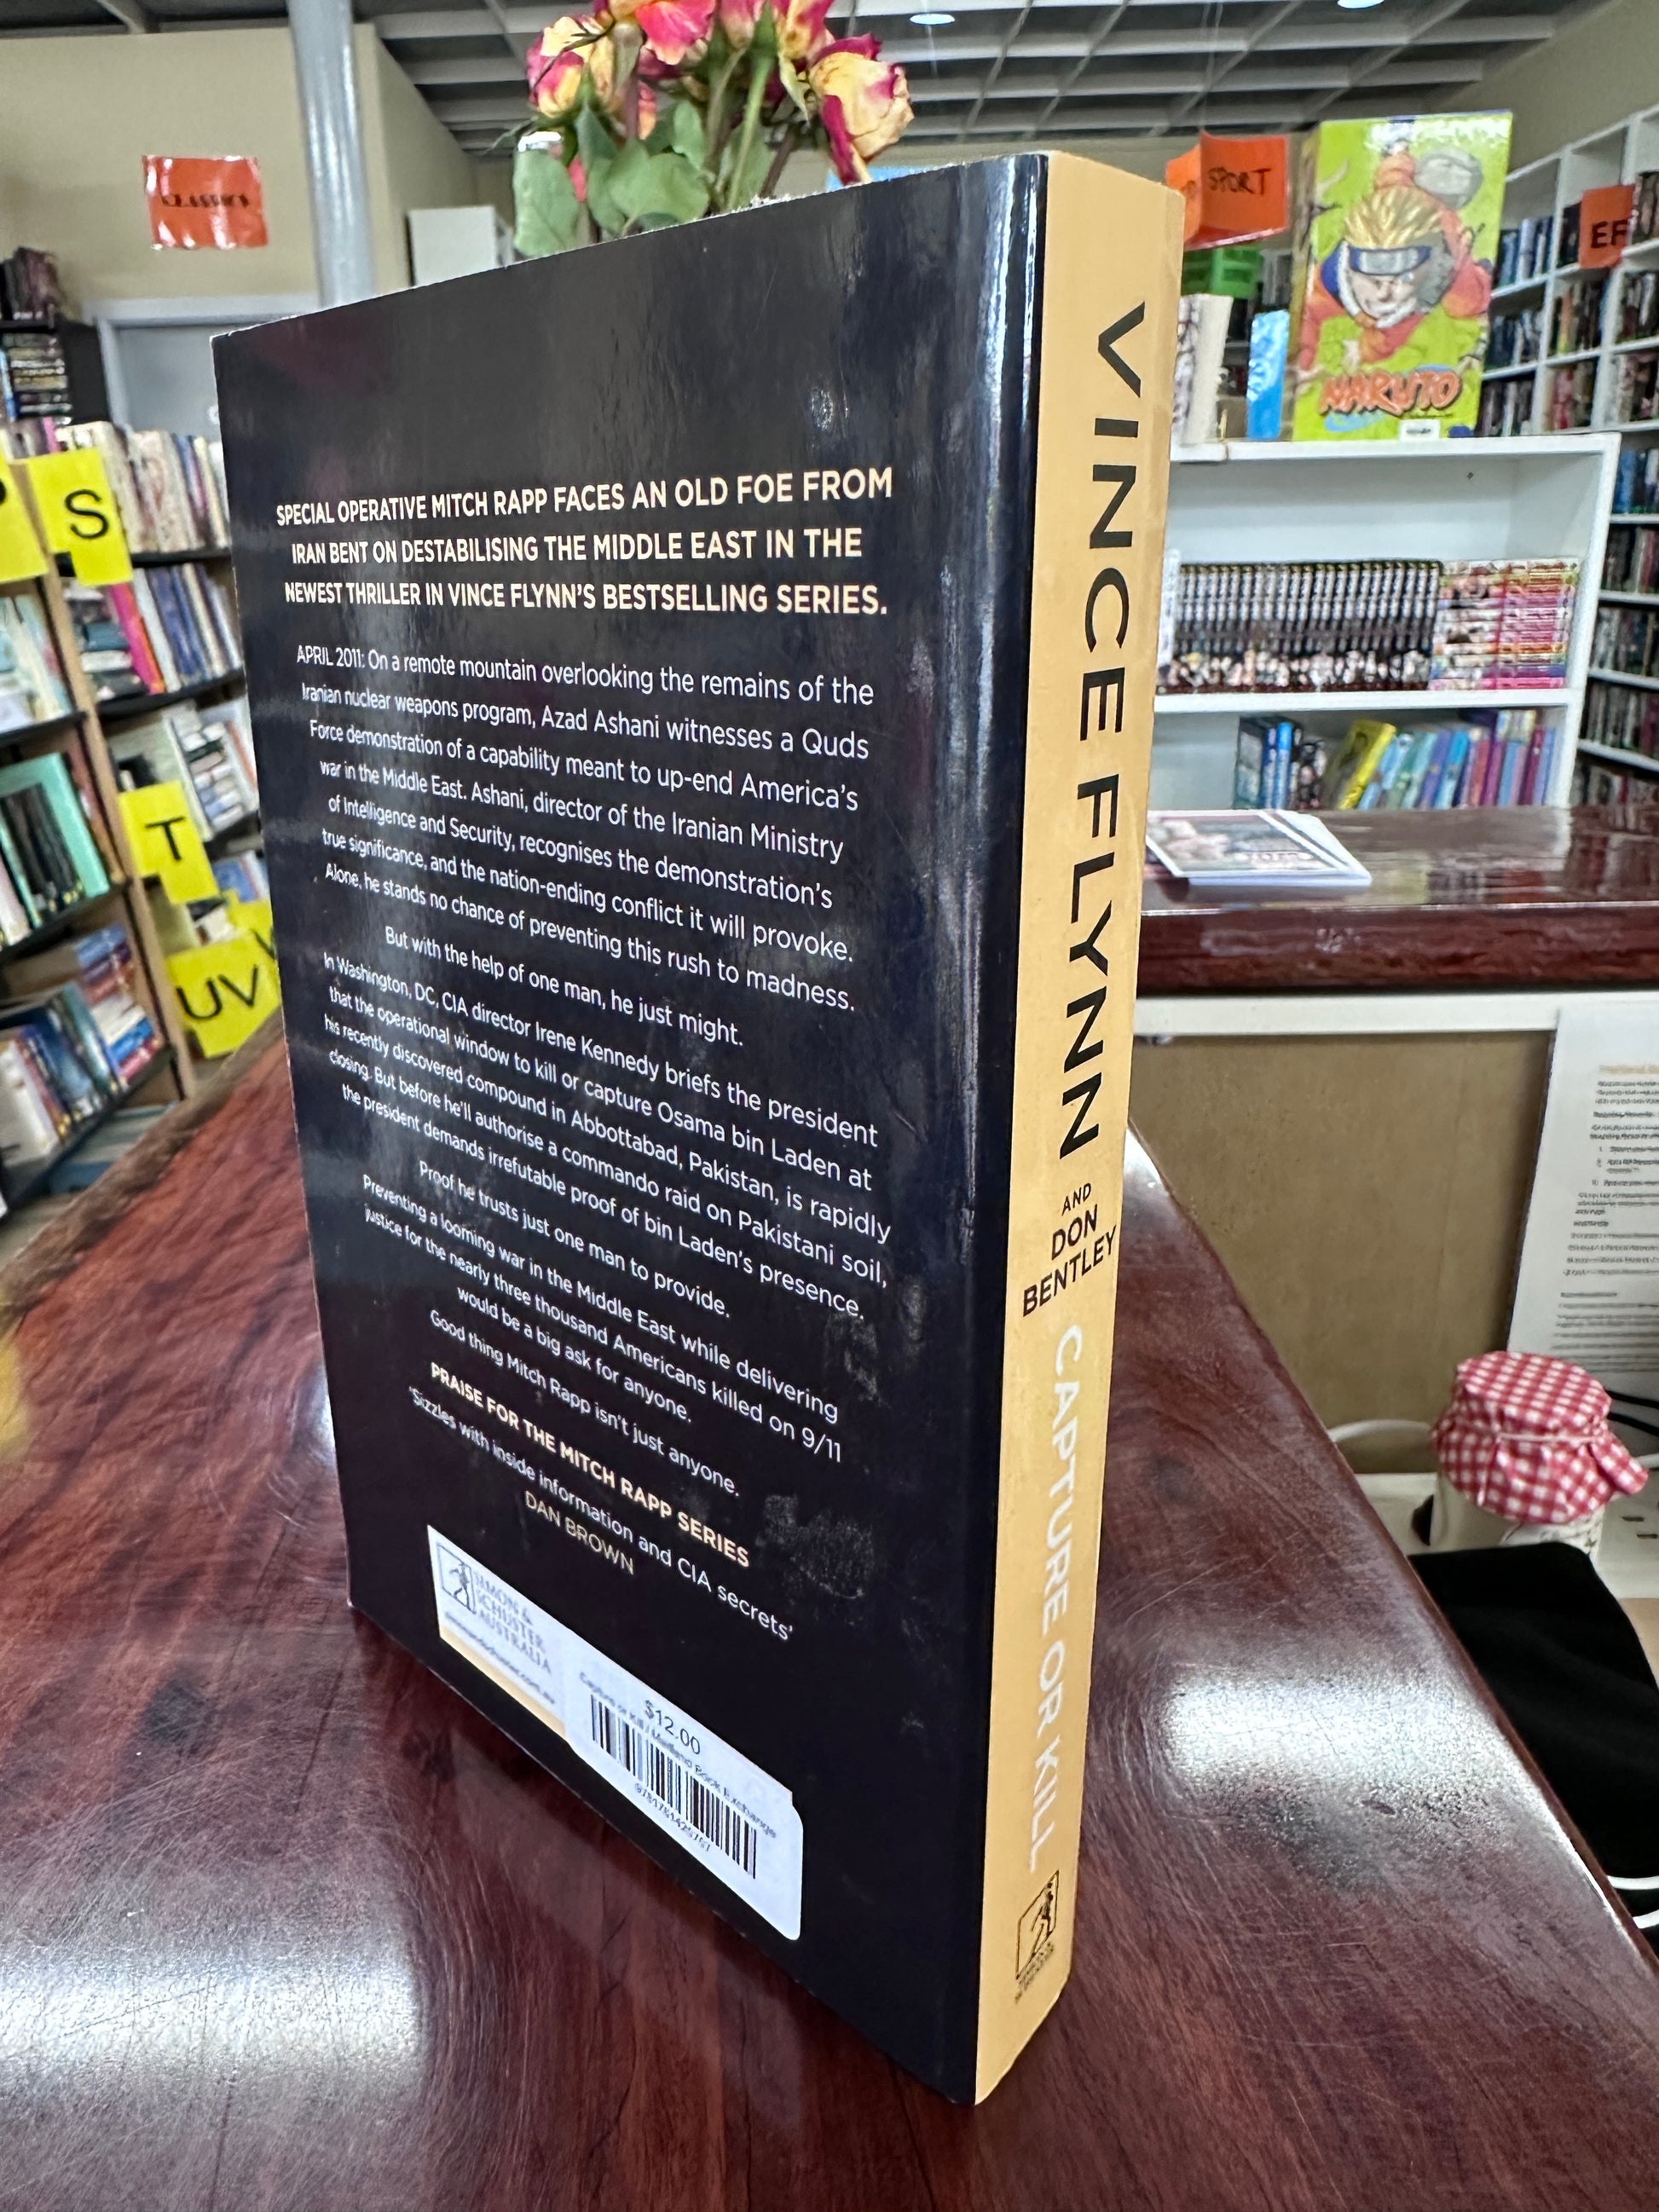 CLASSICS
SPORT
EF
NARUTO
S
T
UV
SPECIAL OPERATIVE MITCH RAPP FACES AN OLD FOE FROM
IRAN BENT ON DESTABILISING THE MIDDLE EAST IN THE
NEWEST THRILLER IN VINCE FLYNN'S BESTSELLING SERIES.
APRIL 2011: On a remote mountain overlooking the remains of the
Iranian nuclear weapons program, Azad Ashani witnesses a Quds
Force demonstration of a capability meant to up-end America's
war in the Middle East. Ashani, director of the Iranian Ministry
of Intelligence and Security, recognises the demonstration's
true significance, and the nation-ending conflict it will provoke.
Alone, he stands no chance of preventing this rush to madness.
But with the help of one man, he just might.
In Washington, DC, CIA director Irene Kennedy briefs the president
that the operational window to kill or capture Osama bin Laden at
his recently discovered compound in Abbottabad, Pakistan, is rapidly
closing. But before he'll authorise a commando raid on Pakistani soil,
the president demands irrefutable proof of bin Laden's presence.
Proof he trusts just one man to provide.
Preventing a looming war in the Middle East while delivering
justice for the nearly three thousand Americans killed on 9/11
would be a big ask for anyone.
Good thing Mitch Rapp isn't just anyone.
PRAISE FOR THE MITCH RAPP SERIES
'Sizzles with inside information and CIA secrets'
DAN BROWN
SIMON &
SCHUSTER
AUSTRALIA
simonandschuster.com.au
$12.00
Capture or Kill / Maitland Book Exchange
VINCE FLYNN
AND
DON
BENTLEY
CAPTURE OR KILL